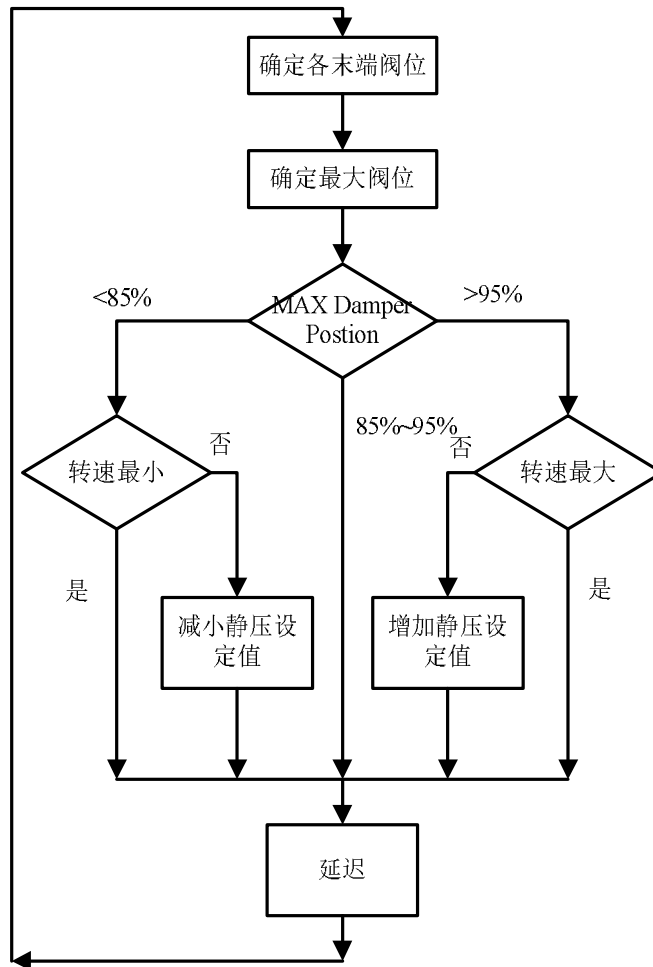 确定各末端阀位
确定最大阀位
<85%
MAX Damper
Postion
>95%
85%~95%
转速最小
否
否
转速最大
是
减小静压设
定值
增加静压设
定值
是
延迟